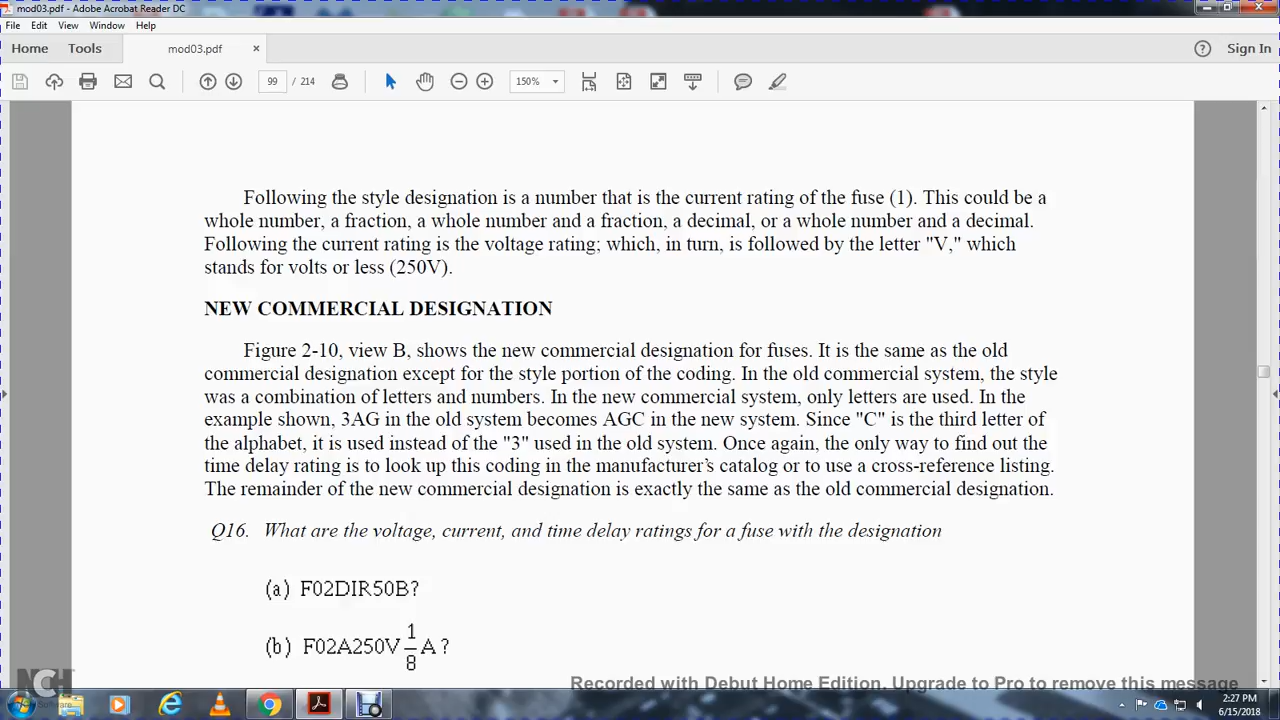 mod03.pdf - Adobe Acrobat Reader DC
File Edit View Window Help
Home Tools mod03.pdf × Sign In
99 / 214 150%
Following the style designation is a number that is the current rating of the fuse (1). This could be a
whole number, a fraction, a whole number and a fraction, a decimal, or a whole number and a decimal.
Following the current rating is the voltage rating; which, in turn, is followed by the letter "V," which
stands for volts or less (250V).
NEW COMMERCIAL DESIGNATION
Figure 2-10, view B, shows the new commercial designation for fuses. It is the same as the old
commercial designation except for the style portion of the coding. In the old commercial system, the style
was a combination of letters and numbers. In the new commercial system, only letters are used. In the
example shown, 3AG in the old system becomes AGC in the new system. Since "C" is the third letter of
the alphabet, it is used instead of the "3" used in the old system. Once again, the only way to find out the
time delay rating is to look up this coding in the manufacturer's catalog or to use a cross-reference listing.
The remainder of the new commercial designation is exactly the same as the old commercial designation.
Q16. What are the voltage, current, and time delay ratings for a fuse with the designation
(a) F02DIR50B?
(b) F02A250V 1/8 A ?
NCH Software
Recorded with Debut Home Edition. Upgrade to Pro to remove this message
2:27 PM
6/15/2018